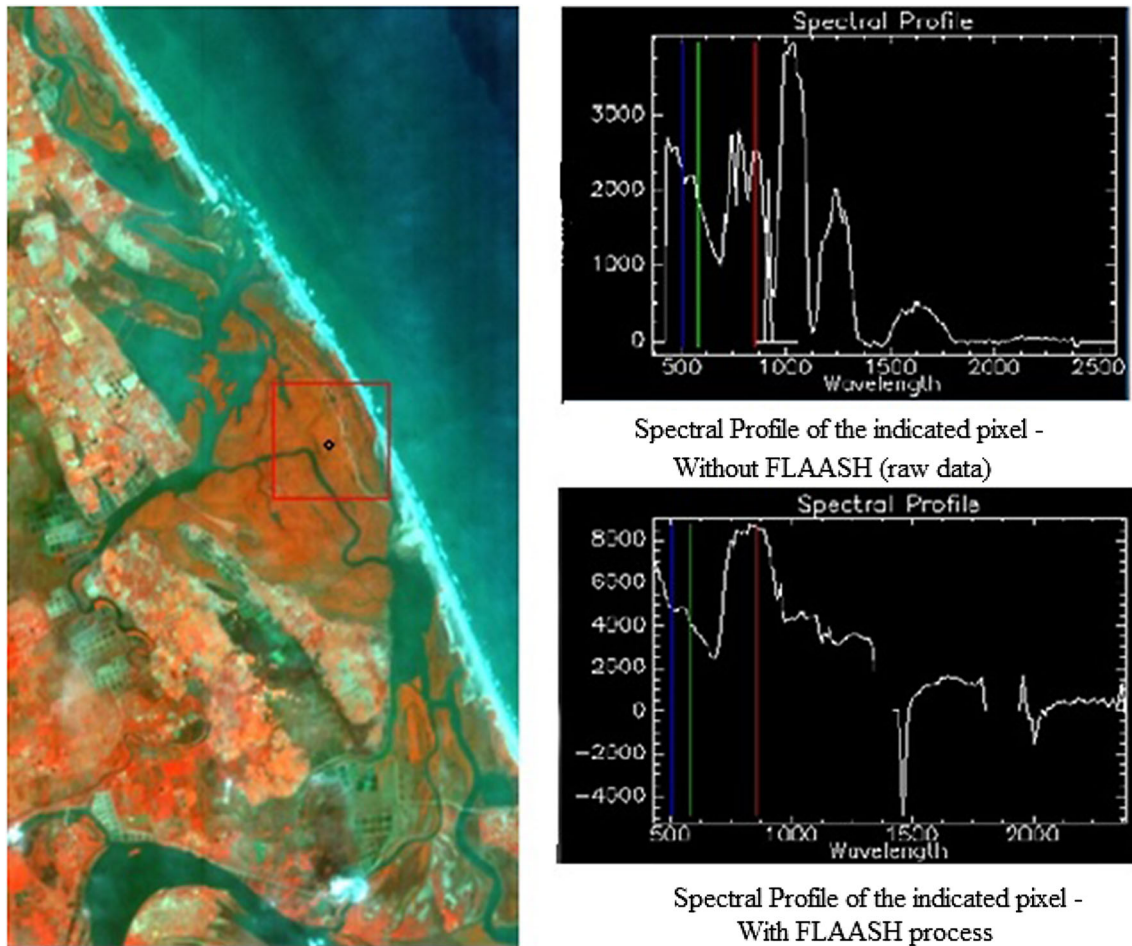 Spectral Profile
3000
2000
1000
0
500 1000 1500 2000 2500
Wavelength
Spectral Profile of the indicated pixel -
Without FLAASH (raw data)
Spectral Profile
8000
6000
4000
2000
0
-2000
-4000
500 1000 1500 2000
Wavelength
Spectral Profile of the indicated pixel -
With FLAASH process